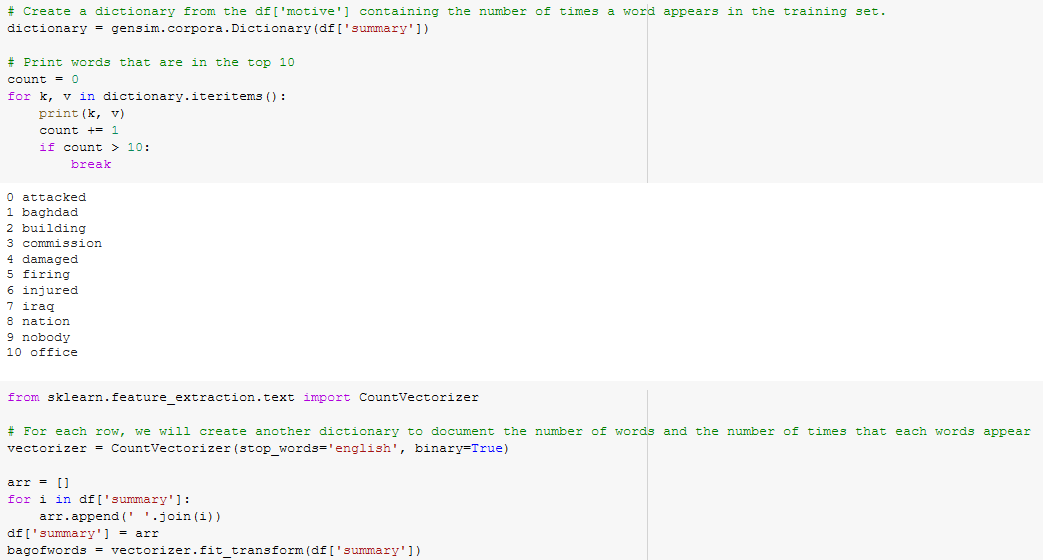 # Create a dictionary from the df['motive'] containing the number of times a word appears in the training set.
dictionary = gensim.corpora.Dictionary(df['summary'])
# Print words that are in the top 10
count = 0
for k, v in dictionary.iteritems():
    print(k, v)
    count += 1
    if count > 10:
        break
0 attacked
1 baghdad
2 building
3 commission
4 damaged
5 firing
6 injured
7 iraq
8 nation
9 nobody
10 office
from sklearn.feature_extraction.text import CountVectorizer
# For each row, we will create another dictionary to document the number of words and the number of times that each words appear
vectorizer = CountVectorizer(stop_words='english', binary=True)
arr = []
for i in df['summary']:
    arr.append(' '.join(i))
df['summary'] = arr
bagofwords = vectorizer.fit_transform(df['summary'])